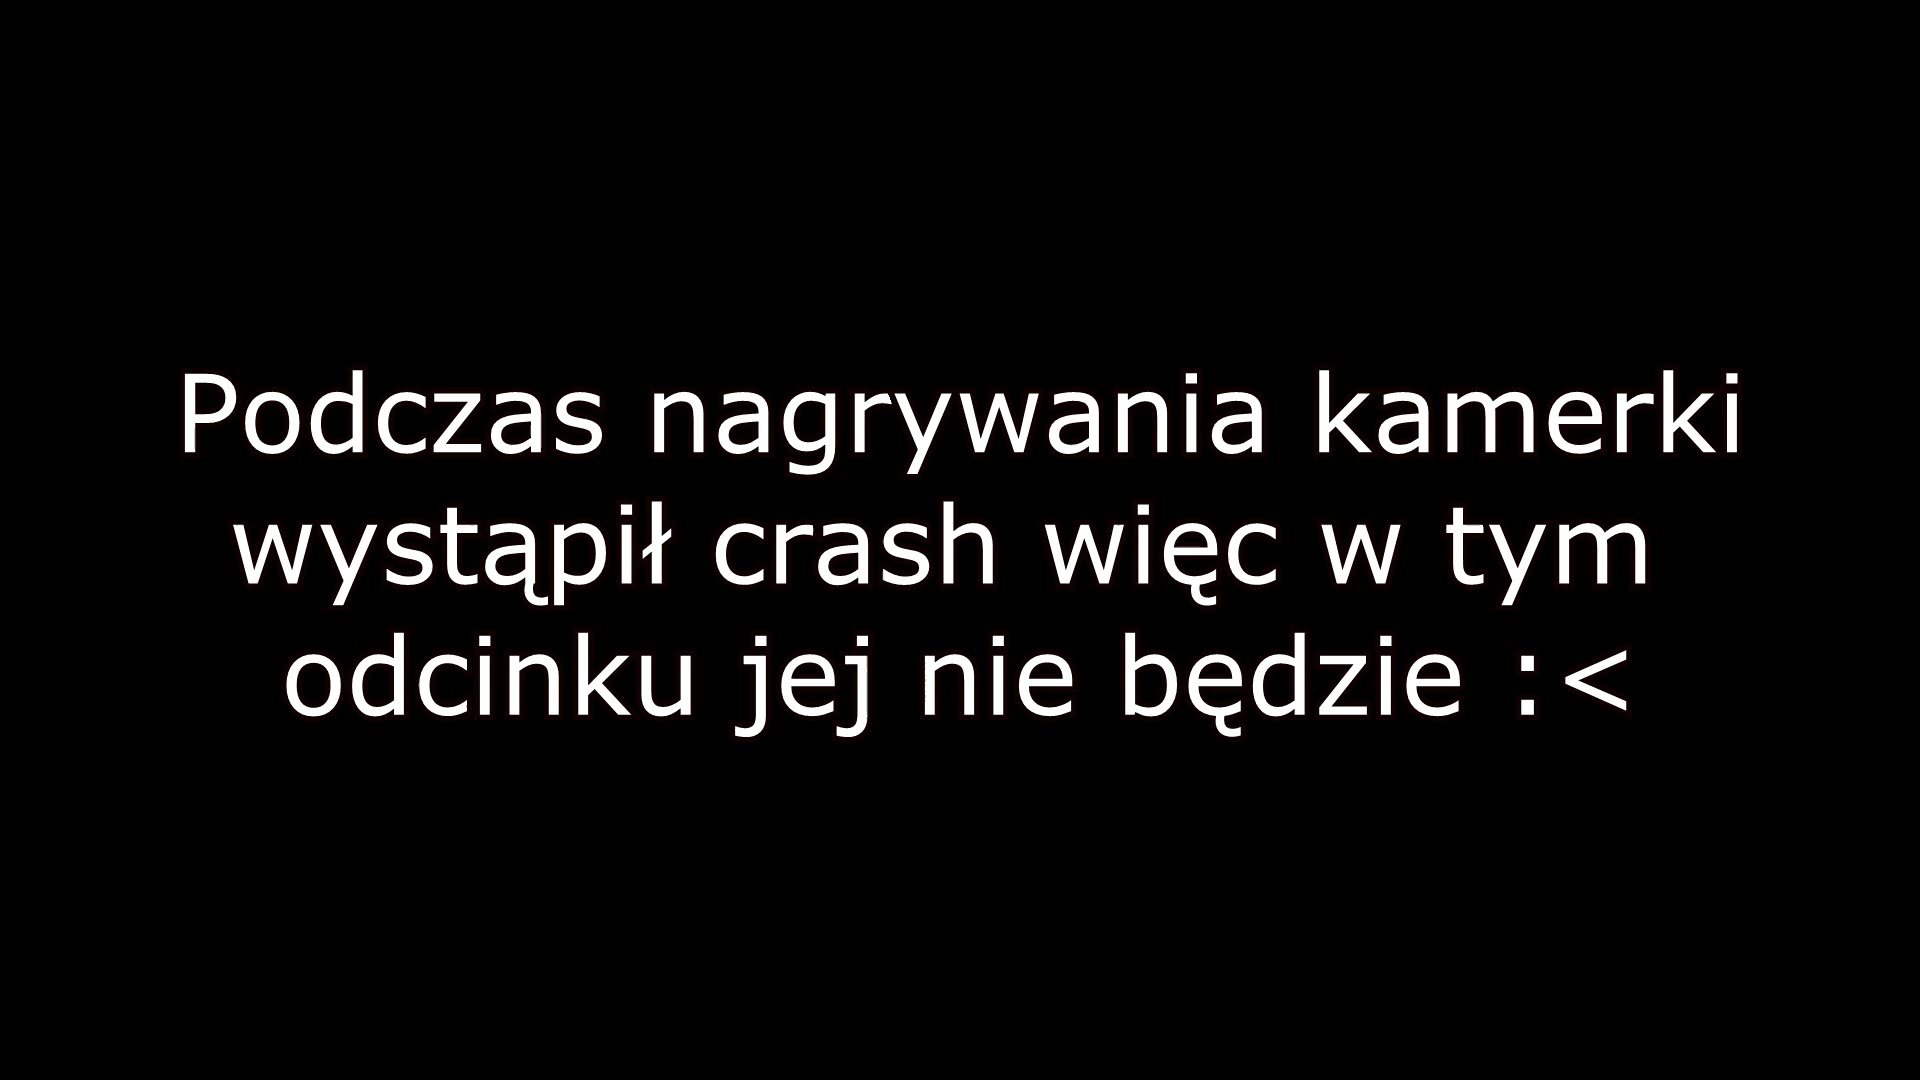 Podczas nagrywania kamerki
wystąpił crash więc w tym
odcinku jej nie będzie :<